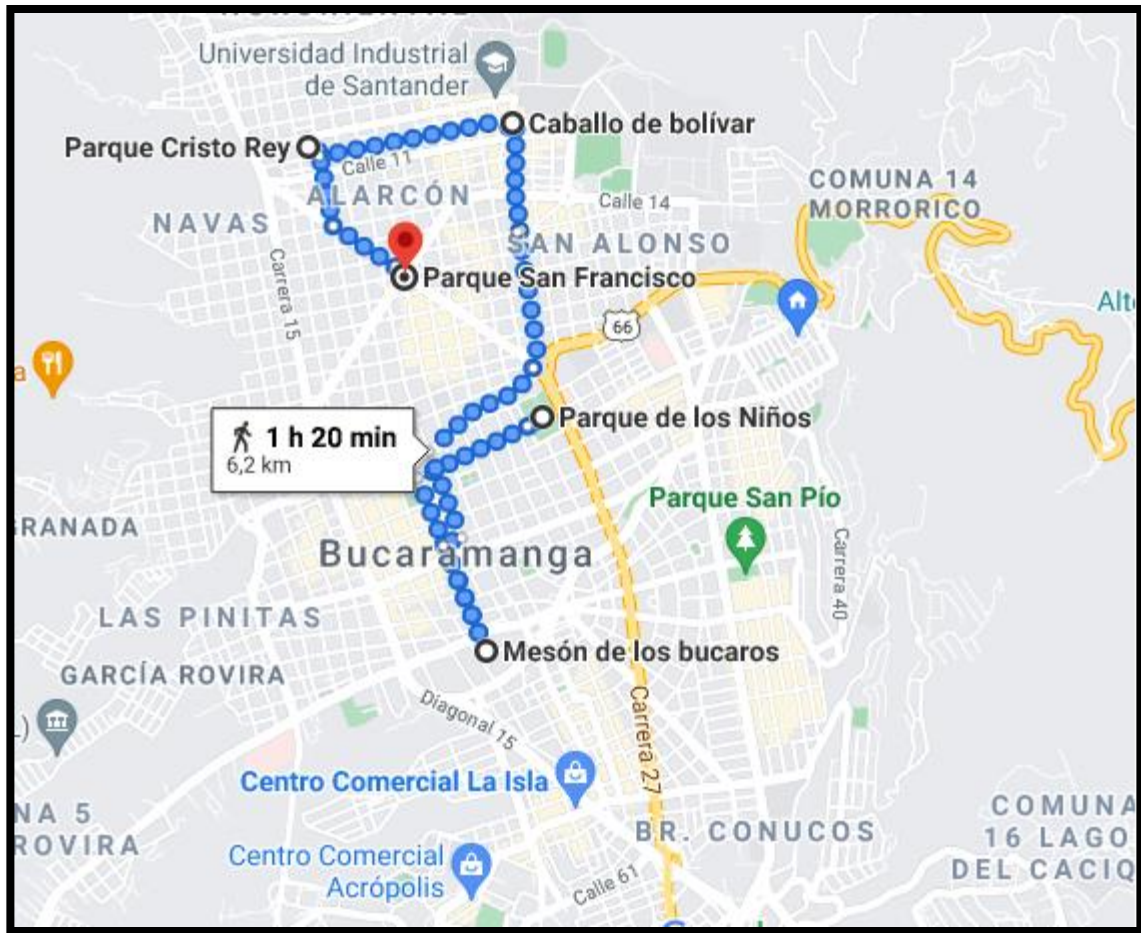 Universidad Industrial
de Santander
Caballo de bolívar
Parque Cristo Rey
Calle 11
ALARCÓN
COMUNA 14
MORRORICO
Calle 14
NAVAS
SAN ALONSO
Carrera 15
Parque San Francisco
66
Alto
a
1 h 20 min
6,2 km
Parque de los Niños
GRANADA
Parque San Pío
Bucaramanga
Carrera 40
LAS PINITAS
Mesón de los bucaros
GARCÍA ROVIRA
L)
Diagonal 15
Carrera 27
Centro Comercial La Isla
NA 5
ROVIRA
BR. CONUCOS
COMUNA
16 LAGO
DEL CACIQ
Centro Comercial
Acrópolis
Calle 61